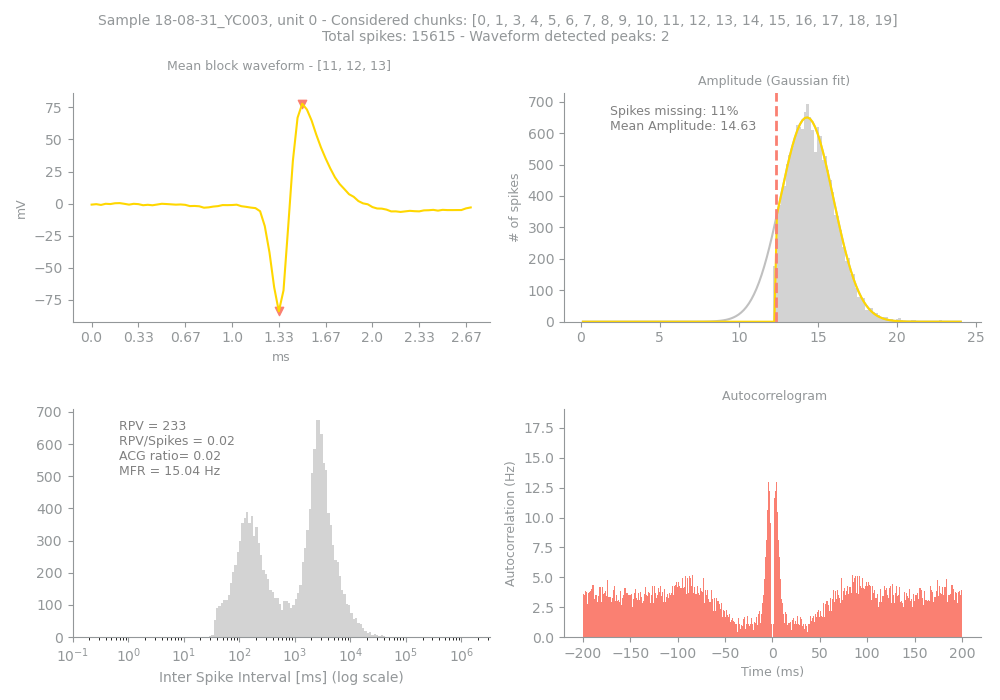 Sample 18-08-31_YC003, unit 0 - Considered chunks: [0, 1, 3, 4, 5, 6, 7, 8, 9, 10, 11, 12, 13, 14, 15, 16, 17, 18, 19]
Total spikes: 15615 - Waveform detected peaks: 2
Mean block waveform - [11, 12, 13]
mV
75
50
25
0
−25
−50
−75
0.0 0.33 0.67 1.0 1.33 1.67 2.0 2.33 2.67
ms
Amplitude (Gaussian fit)
Spikes missing: 11%
Mean Amplitude: 14.63
# of spikes
700
600
500
400
300
200
100
0
0 5 10 15 20 25
RPV = 233
RPV/Spikes = 0.02
ACG ratio= 0.02
MFR = 15.04 Hz
700
600
500
400
300
200
100
0
10⁻¹ 10⁰ 10¹ 10² 10³ 10⁴ 10⁵ 10⁶
Inter Spike Interval [ms] (log scale)
Autocorrelogram
Autocorrelation (Hz)
17.5
15.0
12.5
10.0
7.5
5.0
2.5
0.0
−200 −150 −100 −50 0 50 100 150 200
Time (ms)